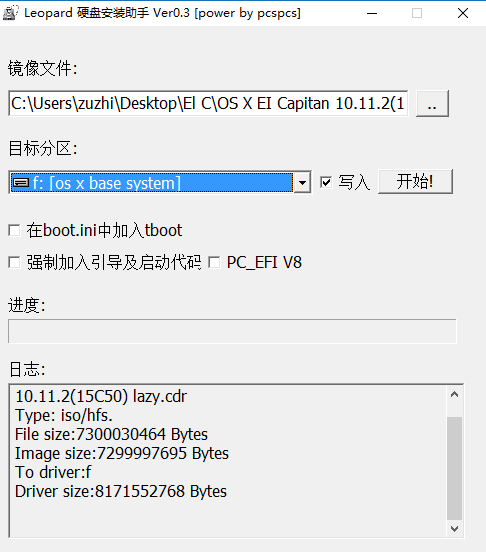 Leopard 硬盘安装助手 Ver0.3 [power by pcspcs]
镜像文件:
C:\Users\zuzhi\Desktop\El C\OS X EI Capitan 10.11.2(1
..
目标分区:
f: [os x base system]
写入
开始!
在boot.ini中加入tboot
强制加入引导及启动代码
PC_EFI V8
进度:
日志:
10.11.2(15C50) lazy.cdr
Type: iso/hfs.
File size:7300030464 Bytes
Image size:7299997695 Bytes
To driver:f
Driver size:8171552768 Bytes